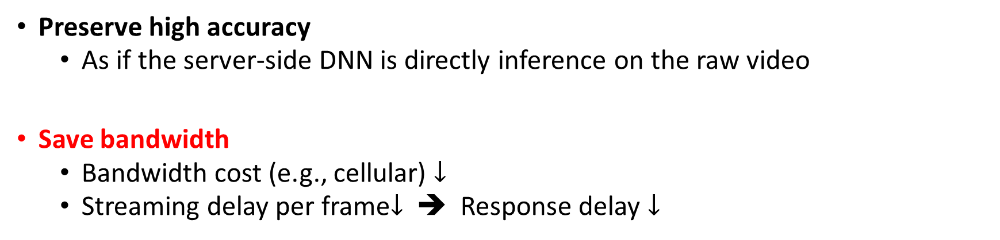 • Preserve high accuracy
• As if the server-side DNN is directly inference on the raw video
• Save bandwidth
• Bandwidth cost (e.g., cellular) ↓
• Streaming delay per frame↓ ➔ Response delay ↓